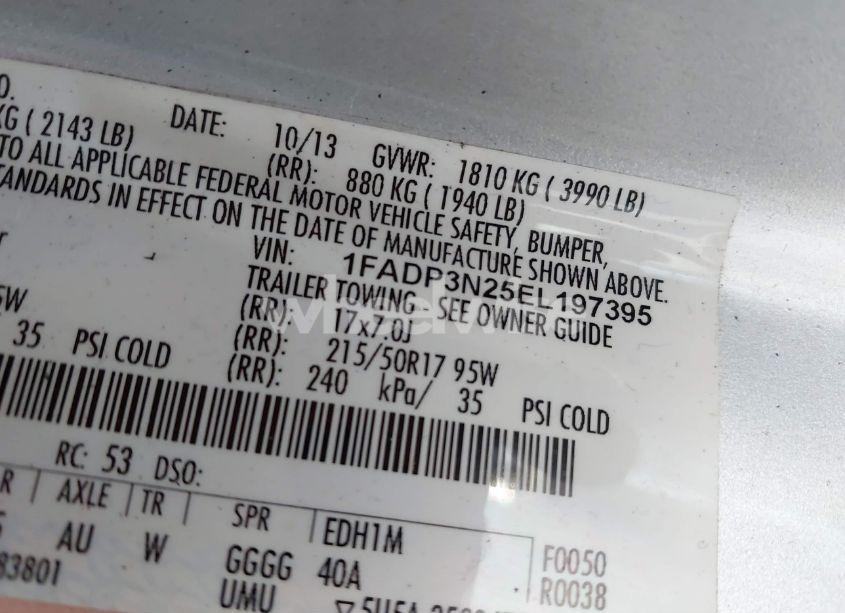 O.
KG ( 2143 LB) DATE: 10/13 GVWR: 1810 KG ( 3990 LB)
(RR): 880 KG ( 1940 LB)
TO ALL APPLICABLE FEDERAL MOTOR VEHICLE SAFETY, BUMPER,
STANDARDS IN EFFECT ON THE DATE OF MANUFACTURE SHOWN ABOVE.
VIN: 1FADP3N25EL197395
TRAILER TOWING - SEE OWNER GUIDE
(RR): 17x7.0J
(RR): 215/50R17 95W
35 PSI COLD (RR): 240 kPa/ 35 PSI COLD
RC: 53 DSO:
R AXLE TR SPR EDH1M
AU W GGGG 40A F0050
83801 UMU R0038